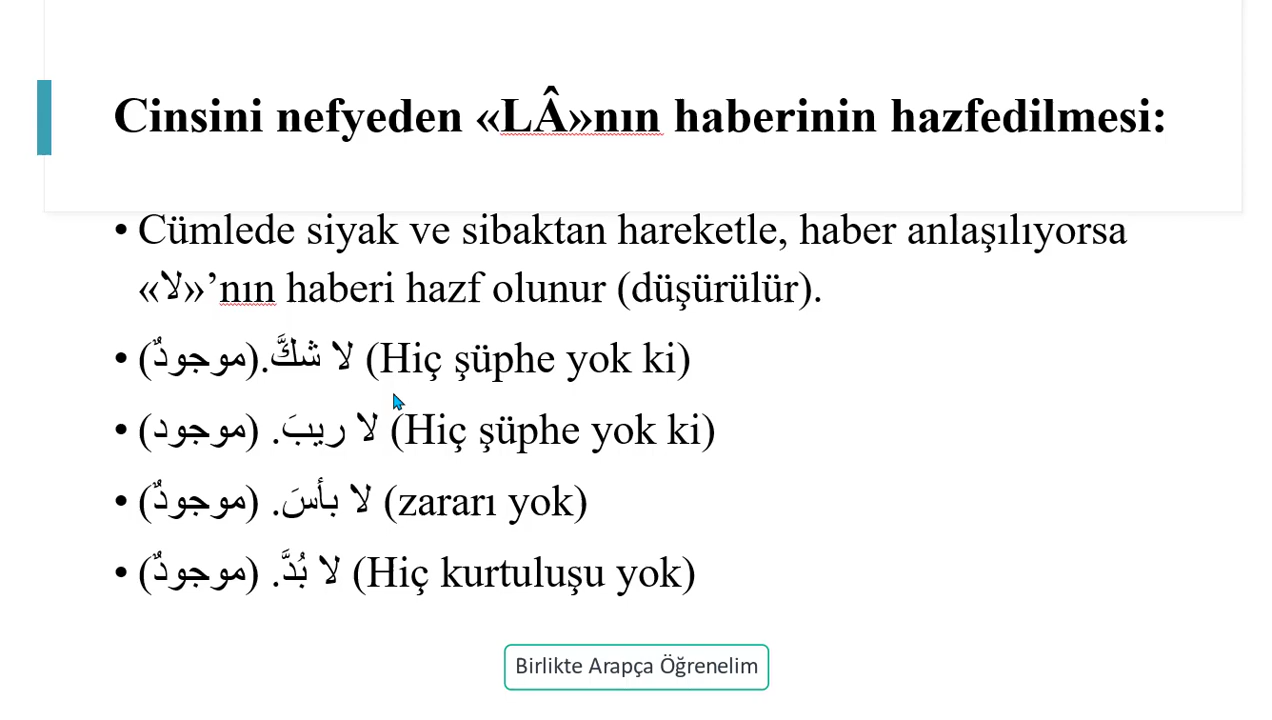 Cinsini nefyeden «LÂ»nın haberinin hazfedilmesi:
• Cümlede siyak ve sibaktan hareketle, haber anlaşılıyorsa
«لا»’nın haberi hazf olunur (düşürülür).
• لا شكَّ.(موجودٌ) (Hiç şüphe yok ki)
• لا ريبَ. (موجود) (Hiç şüphe yok ki)
• لا بأسَ. (موجودٌ) (zararı yok)
• لا بُدَّ. (موجودٌ) (Hiç kurtuluşu yok)
Birlikte Arapça Öğrenelim